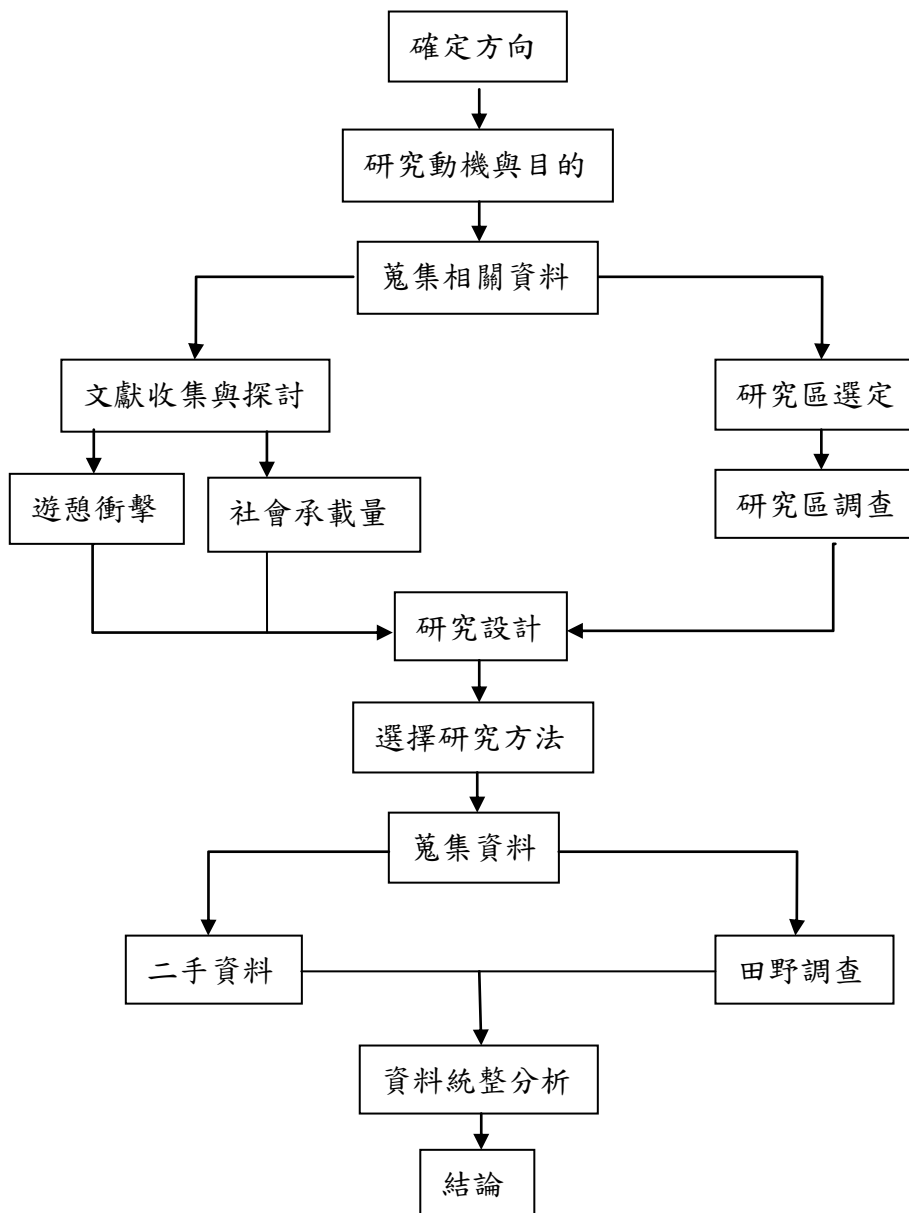 確定方向
研究動機與目的
蒐集相關資料
文獻收集與探討
研究區選定
遊憩衝擊
社會承載量
研究區調查
研究設計
選擇研究方法
蒐集資料
二手資料
田野調查
資料統整分析
結論